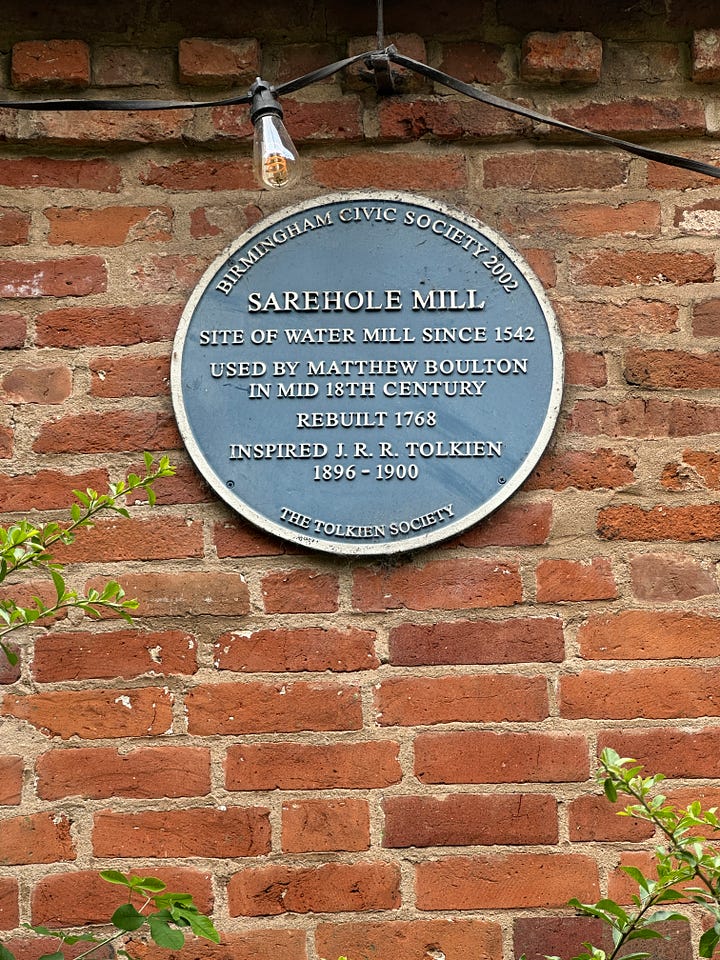 BIRMINGHAM CIVIC SOCIETY 2002
SAREHOLE MILL
SITE OF WATER MILL SINCE 1542
USED BY MATTHEW BOULTON
IN MID 18TH CENTURY
REBUILT 1768
INSPIRED J. R. R. TOLKIEN
1896 - 1900
THE TOLKIEN SOCIETY